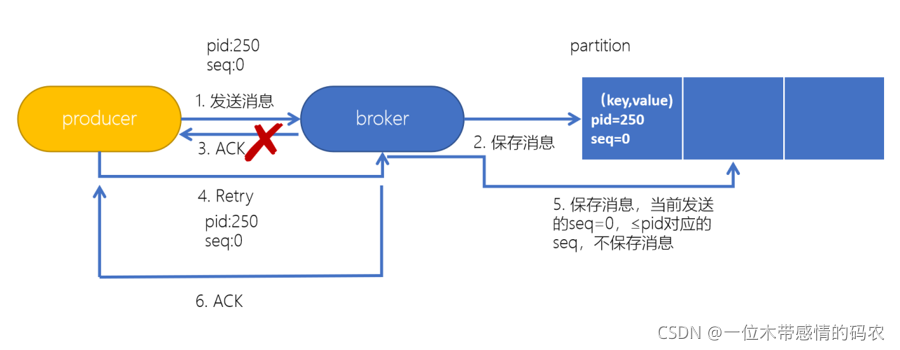 pid:250
seq:0
partition
1. 发送消息
producer
broker
（key,value)
pid=250
seq=0
3. ACK
2. 保存消息
4. Retry
pid:250
seq:0
5. 保存消息，当前发送
的seq=0，≤pid对应的
seq，不保存消息
6. ACK
CSDN @一位木带感情的码农